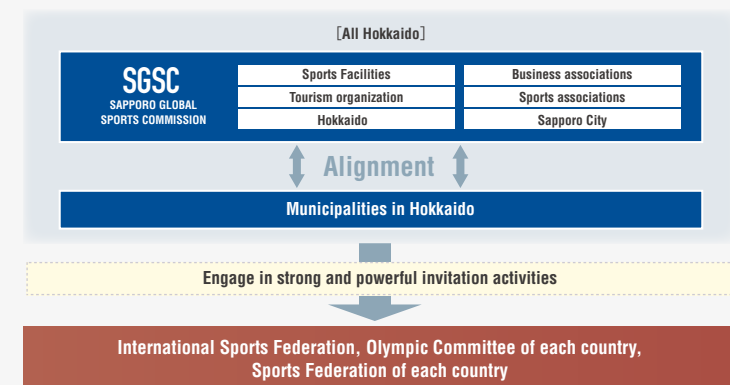 ［All Hokkaido］
SGSC
SAPPORO GLOBAL
SPORTS COMMISSION
Sports Facilities
Business associations
Tourism organization
Sports associations
Hokkaido
Sapporo City
Alignment
Municipalities in Hokkaido
Engage in strong and powerful invitation activities
International Sports Federation, Olympic Committee of each country,
Sports Federation of each country